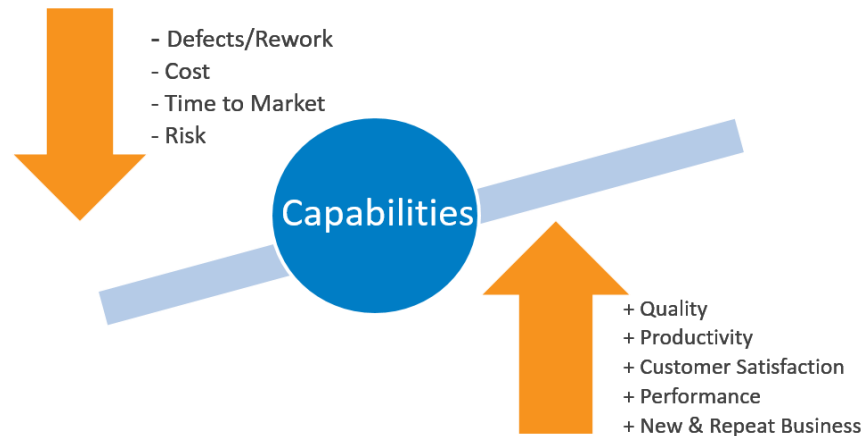 - Defects/Rework
- Cost
- Time to Market
- Risk
Capabilities
+ Quality
+ Productivity
+ Customer Satisfaction
+ Performance
+ New & Repeat Business